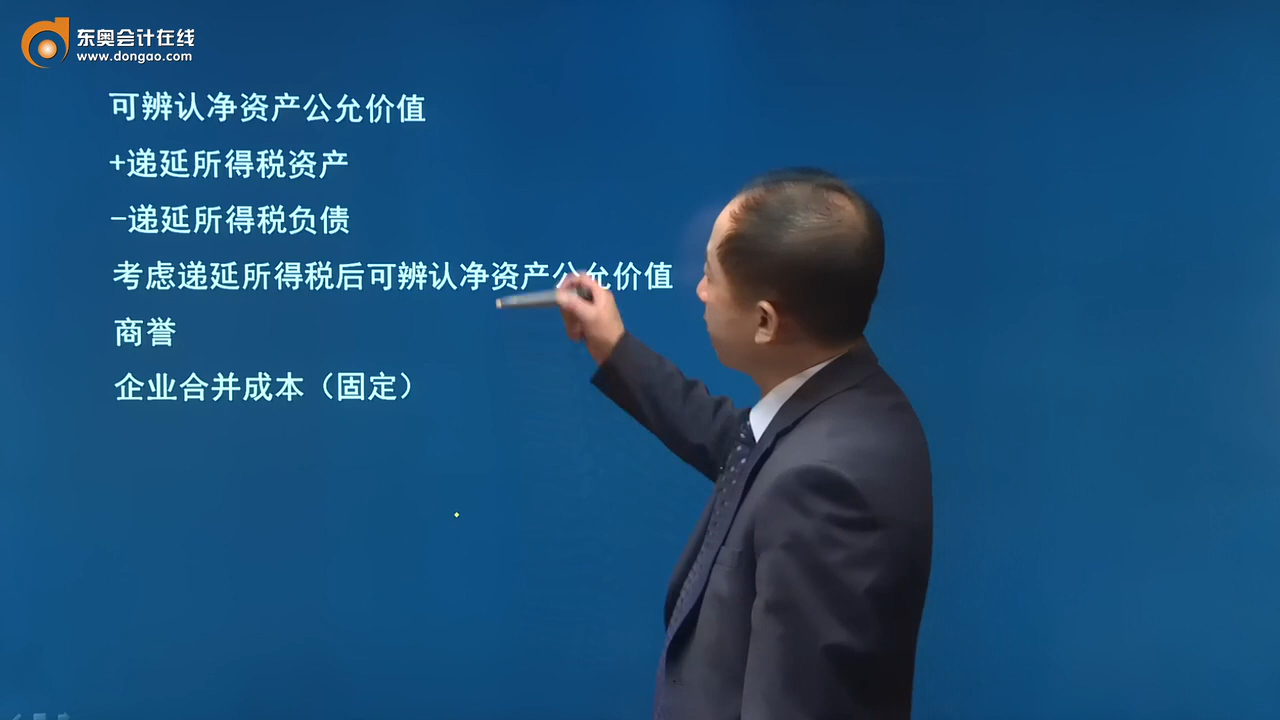 东奥会计在线
www.dongao.com
可辨认净资产公允价值
+递延所得税资产
-递延所得税负债
考虑递延所得税后可辨认净资产公允价值
商誉
企业合并成本（固定）